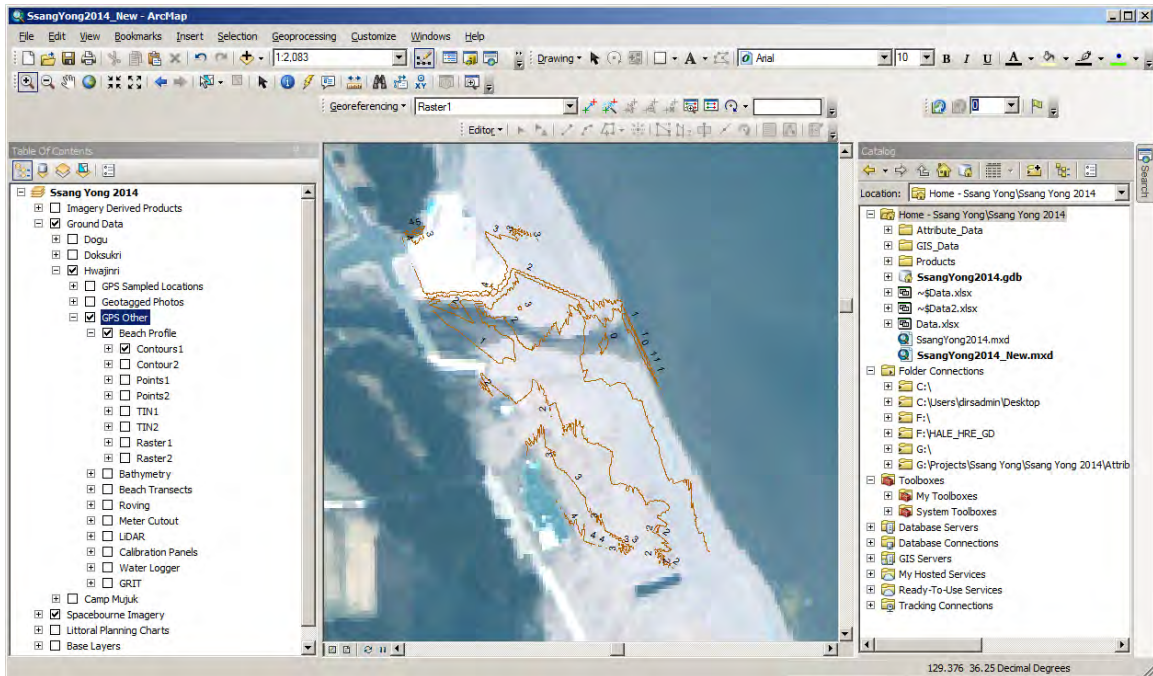 SsangYong2014_New - ArcMap
File Edit View Bookmarks Insert Selection Geoprocessing Customize Windows Help
1:2,083 Drawing Arial 10 B I U A
Georeferencing Raster1 0
Editor
Table Of Contents
Ssang Yong 2014
Imagery Derived Products
Ground Data
Dogu
Doksukri
Hwajinri
GPS Sampled Locations
Geotagged Photos
GPS Other
Beach Profile
Contours1
Contour2
Points1
Points2
TIN1
TIN2
Raster1
Raster2
Bathymetry
Beach Transects
Roving
Meter Cutout
LiDAR
Calibration Panels
Water Logger
GRIT
Camp Mujuk
Spacebourne Imagery
Littoral Planning Charts
Base Layers
Catalog
Location: Home - Ssang Yong\Ssang Yong 2014
Home - Ssang Yong\Ssang Yong 2014
Attribute_Data
GIS_Data
Products
SsangYong2014.gdb
~$Data.xlsx
~$Data2.xlsx
Data.xlsx
SsangYong2014.mxd
SsangYong2014_New.mxd
Folder Connections
C:\
C:\Users\dirsadmin\Desktop
F:\
F:\HALE_HRE_GD
G:\
G:\Projects\Ssang Yong\Ssang Yong 2014\Attrib
Toolboxes
My Toolboxes
System Toolboxes
Database Servers
Database Connections
GIS Servers
My Hosted Services
Ready-To-Use Services
Tracking Connections
Search
129.376 36.25 Decimal Degrees